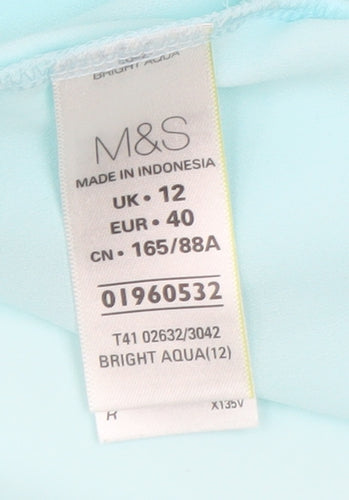 BRIGHT AQUA
M&S
MADE IN INDONESIA
UK • 12
EUR • 40
CN • 165/88A
01960532
T41 02632/3042
BRIGHT AQUA(12)
R X135V